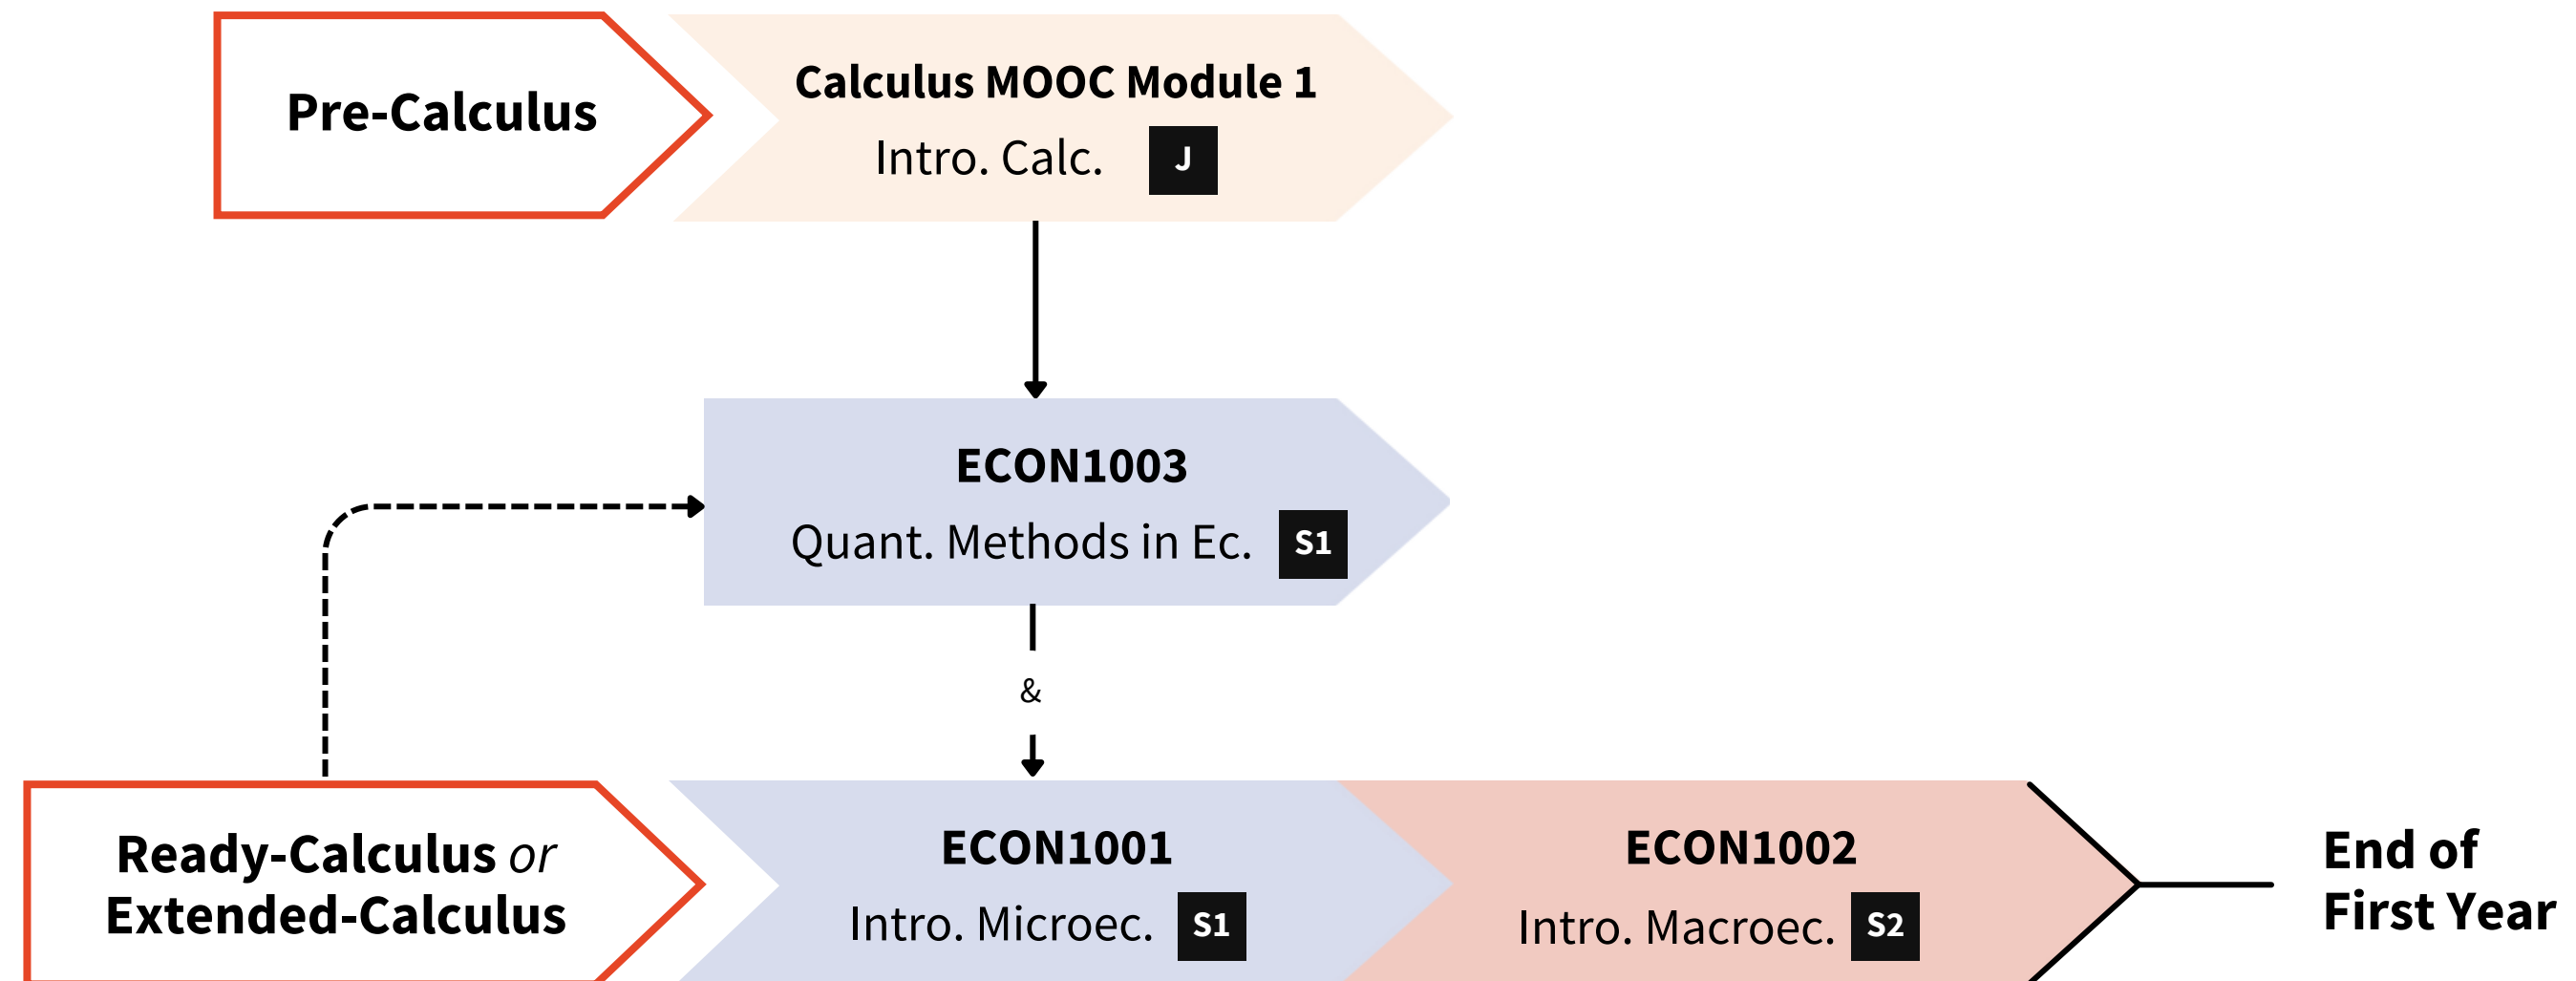 Pre-Calculus
Calculus MOOC Module 1
Intro. Calc. J
ECON1003
Quant. Methods in Ec. S1
&
Ready-Calculus or
Extended-Calculus
ECON1001
Intro. Microec. S1
ECON1002
Intro. Macroec. S2
End of
First Year